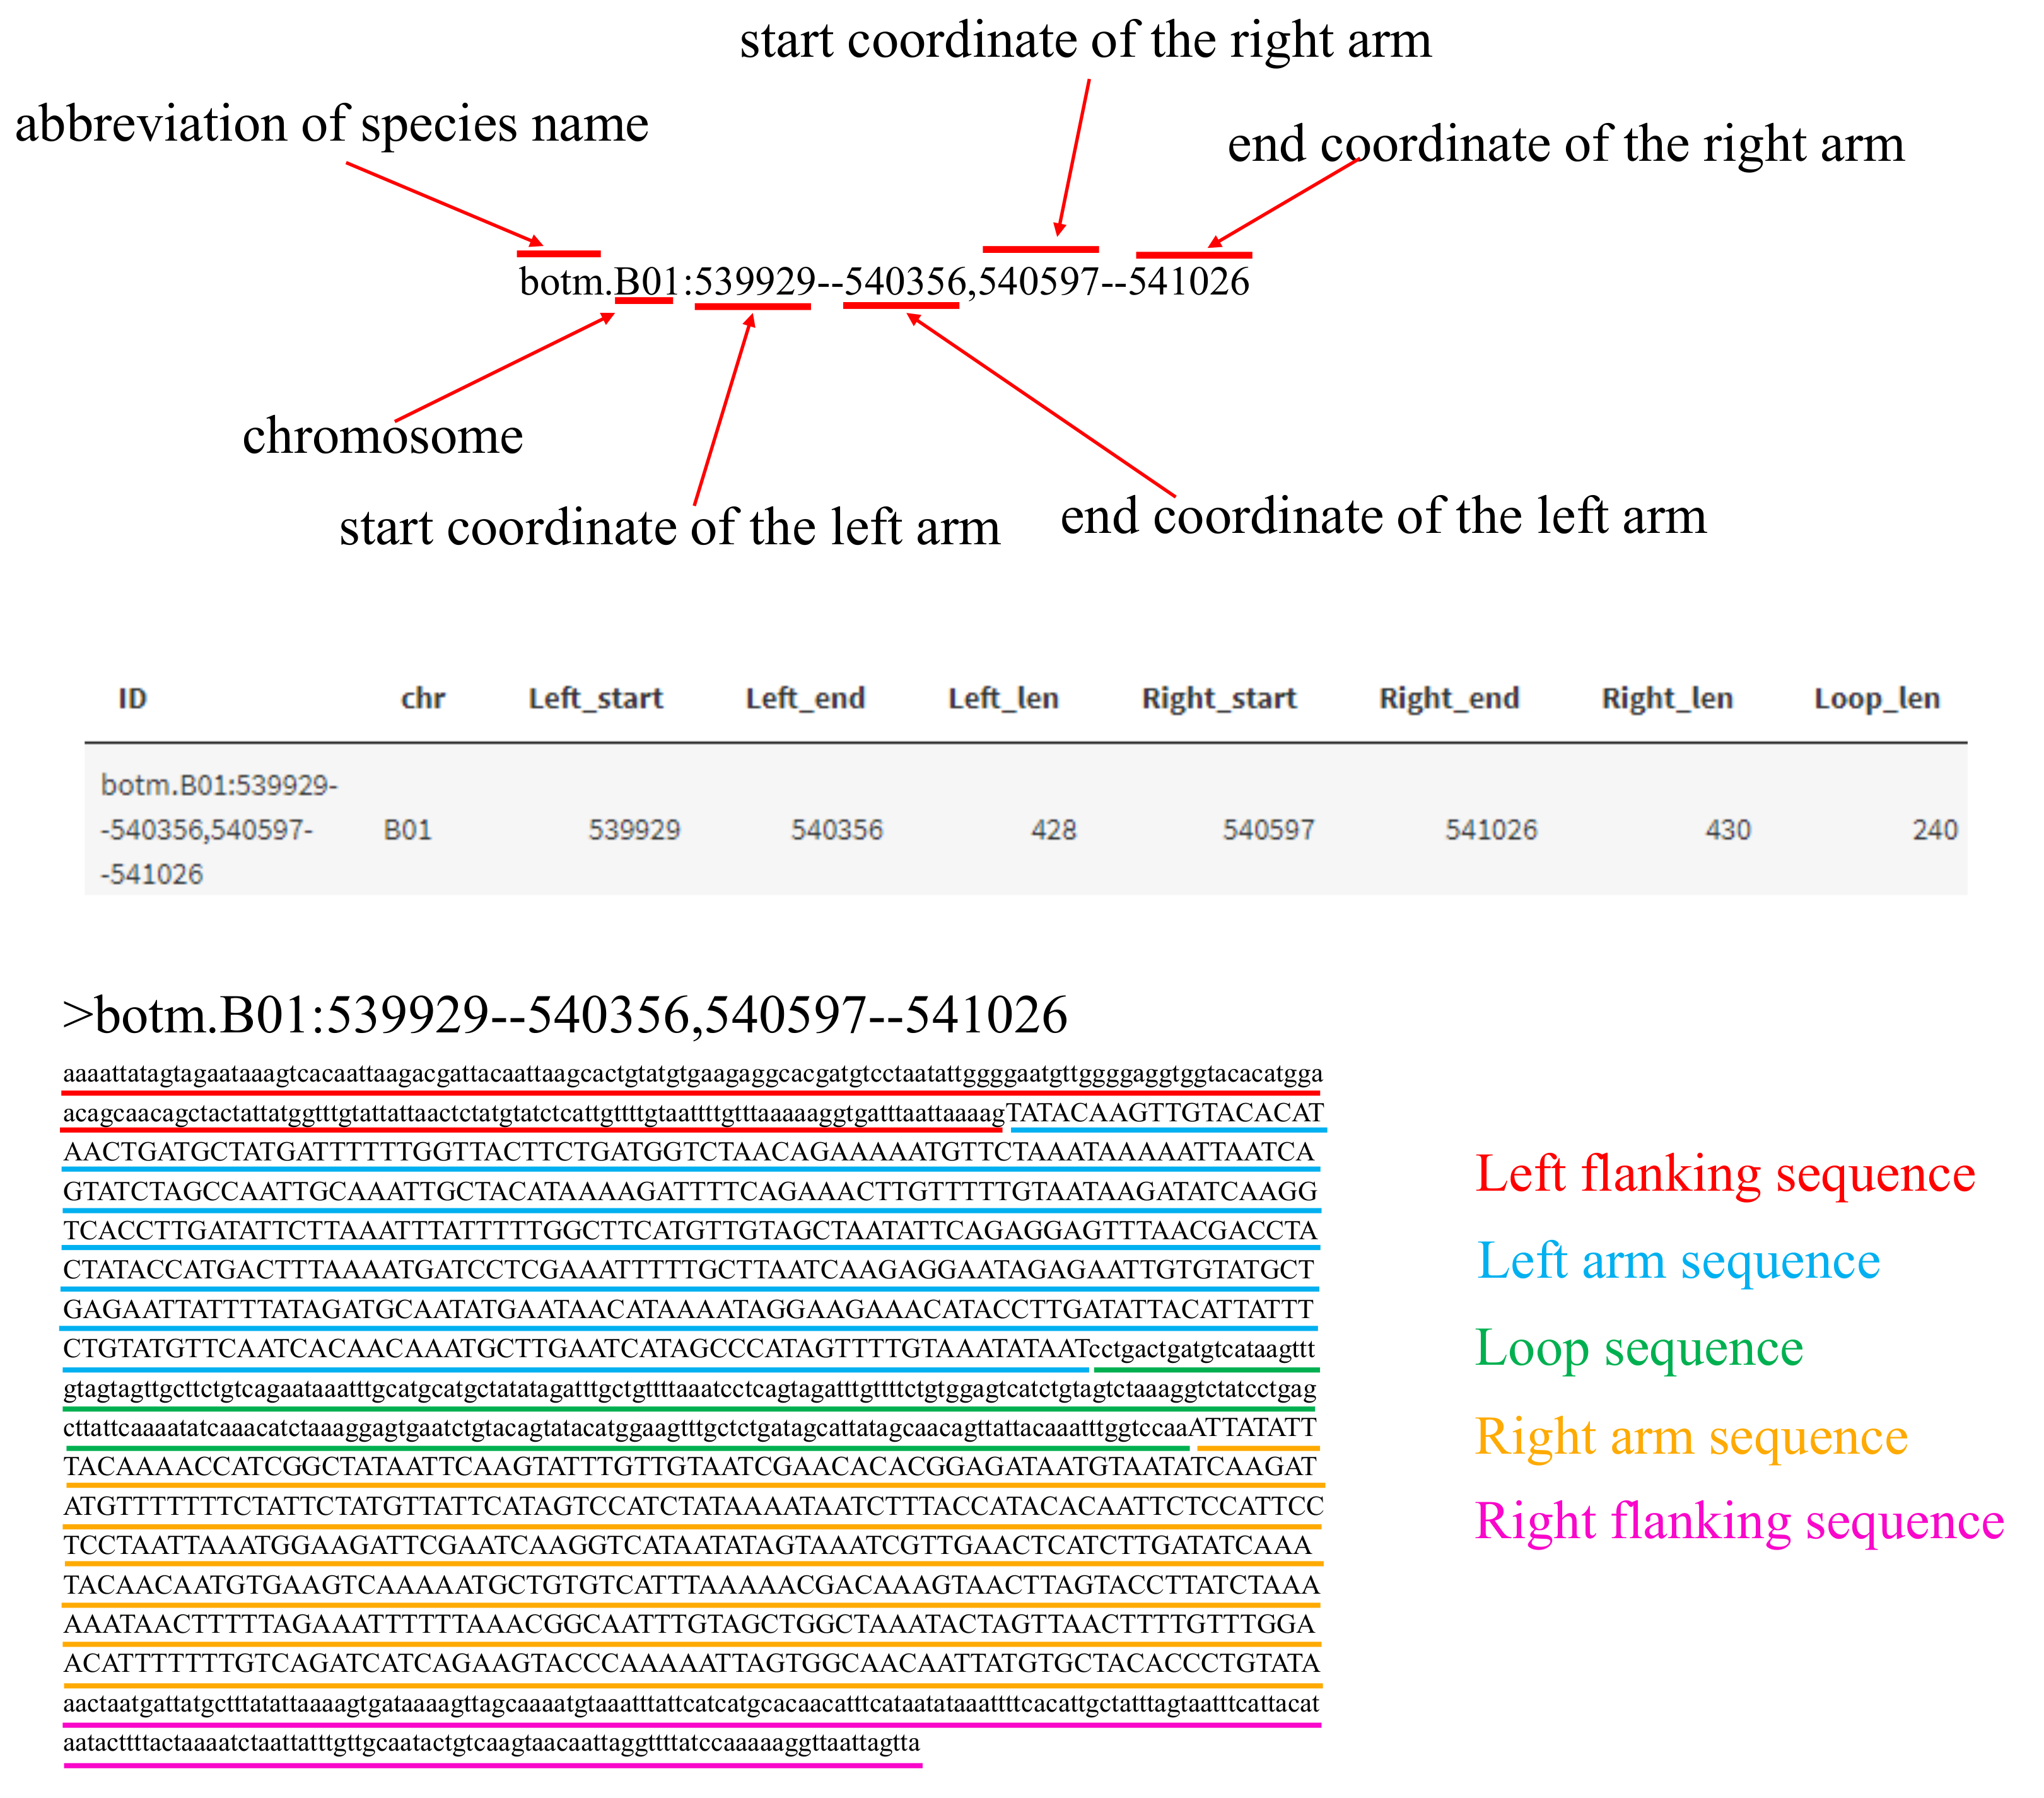 start coordinate of the right arm
abbreviation of species name
end coordinate of the right arm
botm.B01:539929--540356,540597--541026
chromosome
start coordinate of the left arm
end coordinate of the left arm
ID chr Left_start Left_end Left_len Right_start Right_end Right_len Loop_len
botm.B01:539929-
-540356,540597- B01 539929 540356 428 540597 541026 430 240
-541026
>botm.B01:539929--540356,540597--541026
aaaattatagtagaataaagtcacaattaagacgattacaattaagcactgtatgtgaagaggcacgatgtcctaatattggggaatgttggggaggtggtacacatgga
acagcaacagctactattatggtttgtattattaactctatgtatctcattgttttgtaattttgtttaaaaaggtgatttaattaaaagTATACAAGTTGTACACAT
AACTGATGCTATGATTTTTTGGTTACTTCTGATGGTCTAACAGAAAAATGTTCTAAATAAAAATTAATCA
GTATCTAGCCAATTGCAAATTGCTACATAAAAGATTTTCAGAAACTTGTTTTTGTAATAAGATATCAAGG
TCACCTTGATATTCTTAAATTTATTTTTGGCTTCATGTTGTAGCTAATATTCAGAGGAGTTTAACGACCTA
CTATACCATGACTTTAAAATGATCCTCGAAATTTTTGCTTAATCAAGAGGAATAGAGAATTGTGTATGCT
GAGAATTATTTTATAGATGCAATATGAATAACATAAAATAGGAAGAAACATACCTTGATATTACATTATTT
CTGTATGTTCAATCACAACAAATGCTTGAATCATAGCCCATAGTTTTGTAAATATAATcctgactgatgtcataagttt
gtagtagttgcttctgtcagaataaatttgcatgcatgctatatagatttgctgttttaaatcctcagtagatttgttttctgtggagtcatctgtagtctaaaggtctatcctgag
cttattcaaaatatcaaacatctaaaggagtgaatctgtacagtatacatggaagtttgctctgatagcattatagcaacagttattacaaatttggtccaaATTATATT
TACAAAACCATCGGCTATAATTCAAGTATTTGTTGTAATCGAACACACGGAGATAATGTAATATCAAGAT
ATGTTTTTTTCTATTCTATGTTATTCATAGTCCATCTATAAAATAATCTTTACCATACACAATTCTCCATTCC
TCCTAATTAAATGGAAGATTCGAATCAAGGTCATAATATAGTAAATCGTTGAACTCATCTTGATATCAAA
TACAACAATGTGAAGTCAAAAATGCTGTGTCATTTAAAAACGACAAAGTAACTTAGTACCTTATCTAAA
AAATAACTTTTTAGAAATTTTTTAAACGGCAATTTGTAGCTGGCTAAATACTAGTTAACTTTTGTTTGGA
ACATTTTTTTGTCAGATCATCAGAAGTACCCAAAAATTAGTGGCAACAATTATGTGCTACACCCTGTATA
aactaatgattatgctttatattaaaagtgataaaagttagcaaaatgtaaatttattcatcatgcacaacatttcataatataaattttcacattgctatttagtaatttcattacat
aatacttttactaaaatctaattatttgttgcaatactgtcaagtaacaattaggttttatccaaaaaggttaattagtta
Left flanking sequence
Left arm sequence
Loop sequence
Right arm sequence
Right flanking sequence